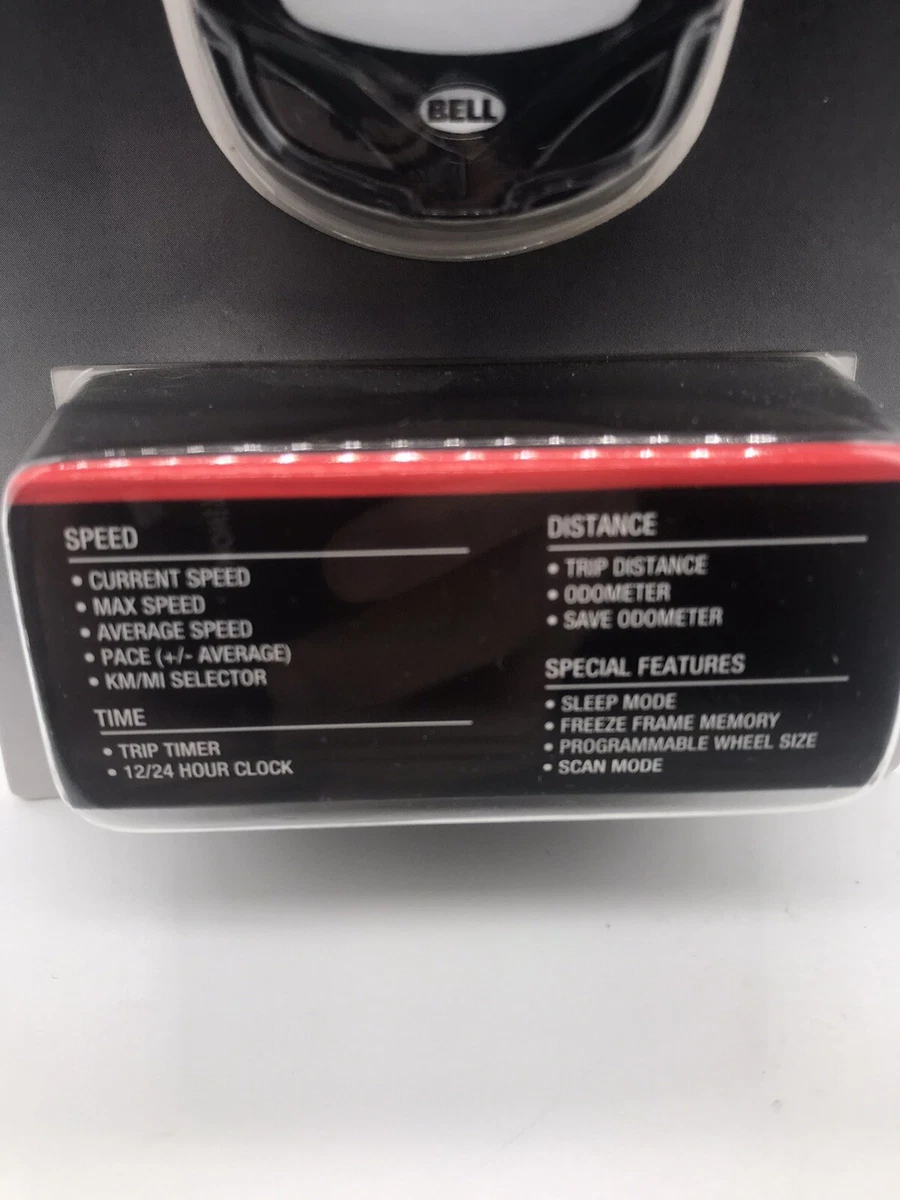 BELL
SPEED
• CURRENT SPEED
• MAX SPEED
• AVERAGE SPEED
• PACE (+/- AVERAGE)
• KM/MI SELECTOR
TIME
• TRIP TIMER
• 12/24 HOUR CLOCK
DISTANCE
• TRIP DISTANCE
• ODOMETER
• SAVE ODOMETER
SPECIAL FEATURES
• SLEEP MODE
• FREEZE FRAME MEMORY
• PROGRAMMABLE WHEEL SIZE
• SCAN MODE